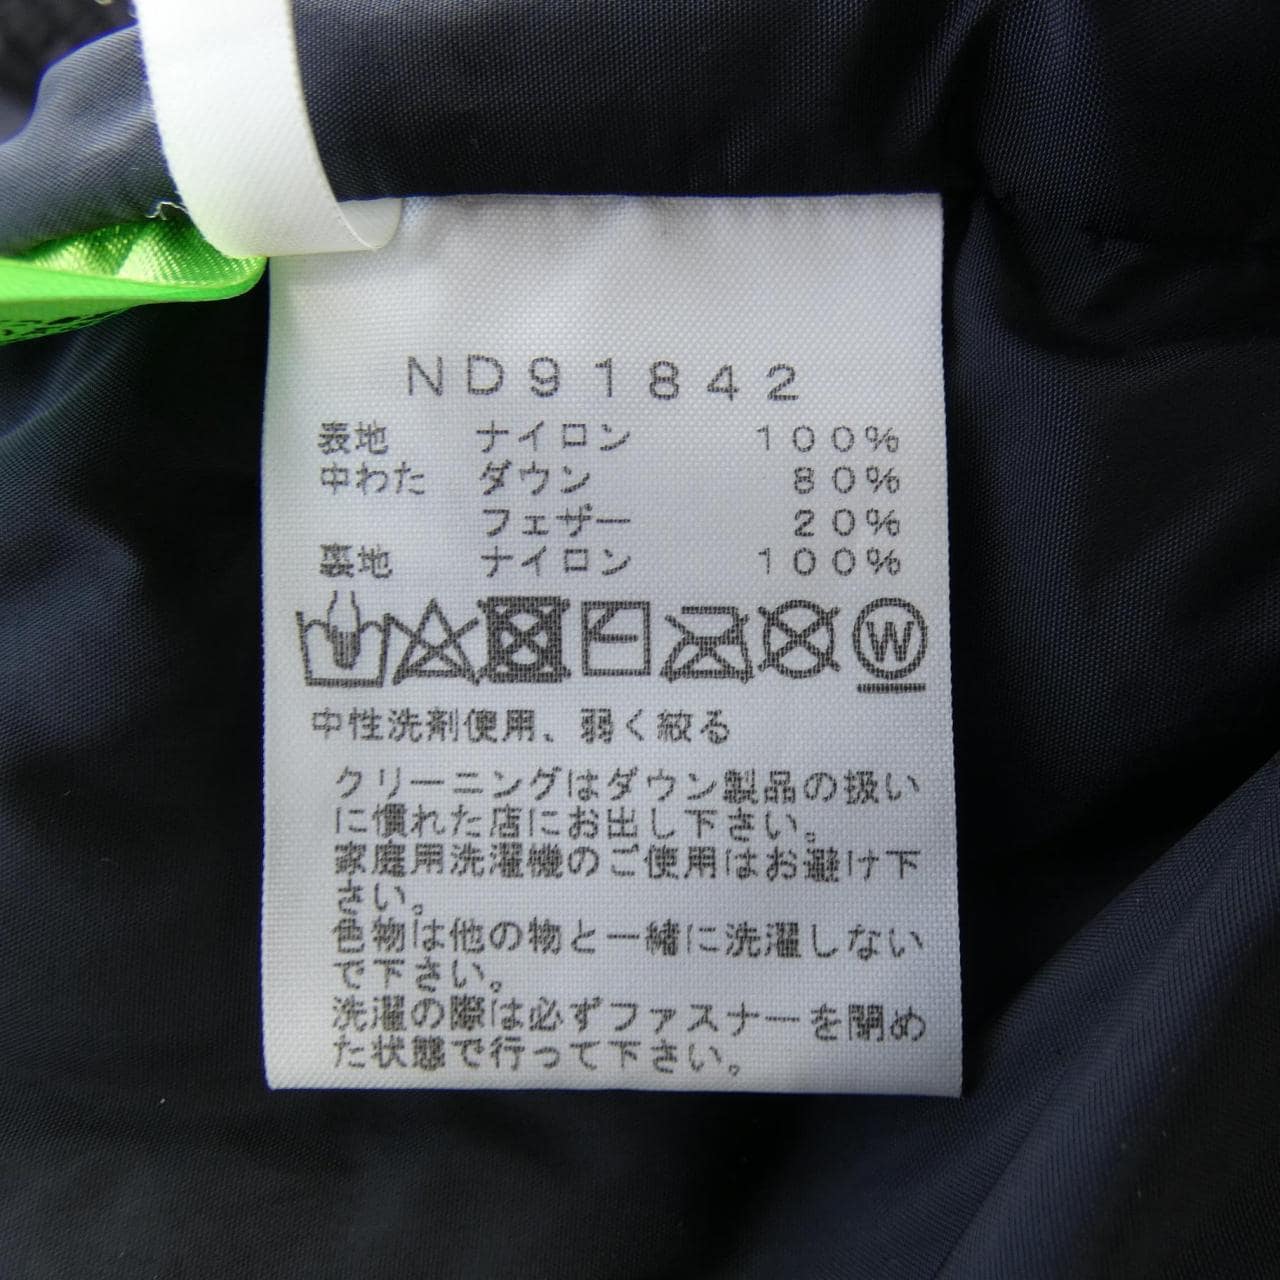 ND91842
表地 ナイロン 100%
中わた ダウン 80%
フェザー 20%
裏地 ナイロン 100%
W
中性洗剤使用、弱く絞る
クリーニングはダウン製品の扱い
に慣れた店にお出し下さい。
家庭用洗濯機のご使用はお避け下
さい。
色物は他の物と一緒に洗濯しない
で下さい。
洗濯の際は必ずファスナーを閉め
た状態で行って下さい。